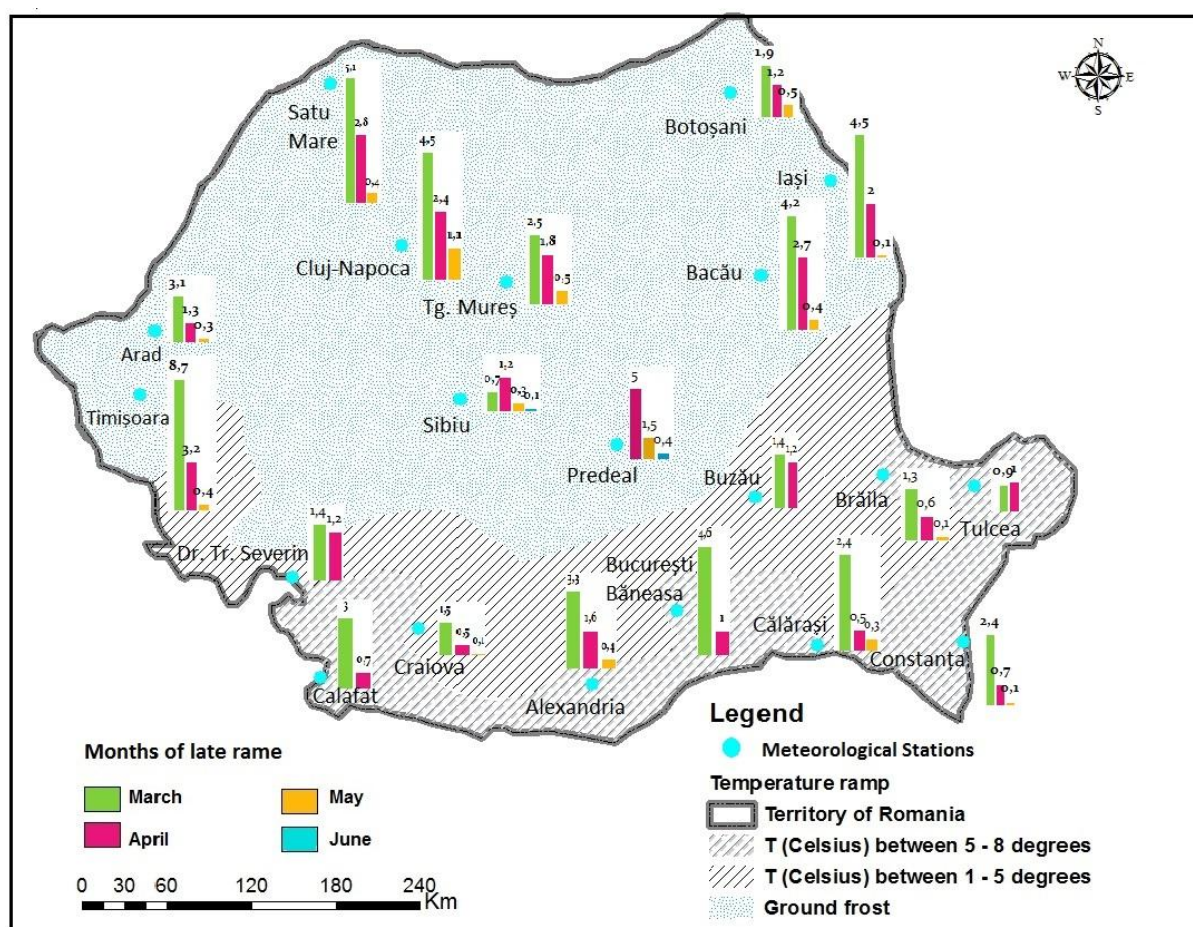 N
W E
S
5,1
2,8
0,4
Satu
Mare
1,9
1,2
0,5
Botoșani
4,5
2
0,1
Iași
4,5
2,4
1,1
Cluj-Napoca
2,5
1,8
0,5
Tg. Mureș
4,2
2,7
0,4
Bacău
3,1
1,3
0,3
Arad
8,7
3,2
0,4
Timișoara
0,7
1,2
0,3
0,1
Sibiu
5
1,5
0,4
Predeal
1,4
1,2
Buzău
1,3
0,6
0,1
Brăila
0,9
1
Tulcea
1,4
1,2
Dr. Tr. Severin
4,6
1
București
Băneasa
3
0,7
Calafat
1,5
0,5
0,1
Craiova
3,3
1,6
0,4
Alexandria
2,4
0,5
0,3
Călărași
2,4
0,7
0,1
Constanța
Months of late rame
March
May
April
June
0 30 60 120 180 240
Km
Legend
Meteorological Stations
Temperature ramp
Territory of Romania
T (Celsius) between 5 - 8 degrees
T (Celsius) between 1 - 5 degrees
Ground frost